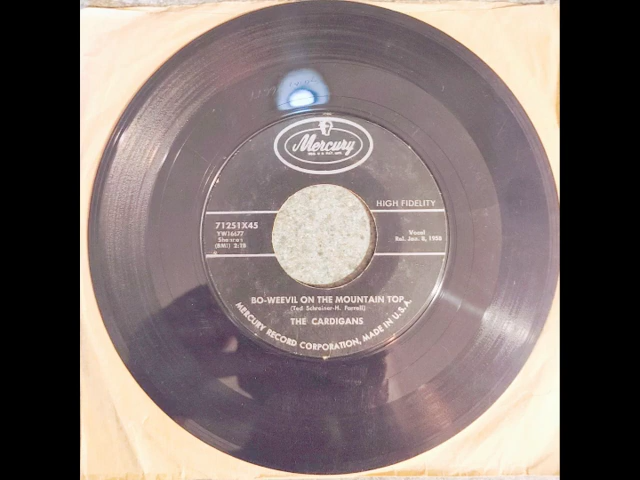 Mercury
HIGH FIDELITY
71251X45
YW16677
(BMI) 2:18
Vocal
Rel. Jan. 8, 1958
BO-WEEVIL ON THE MOUNTAIN TOP
(Ted Schreiner-H. Farrell)
THE CARDIGANS
MERCURY RECORD CORPORATION, MADE IN U.S.A.